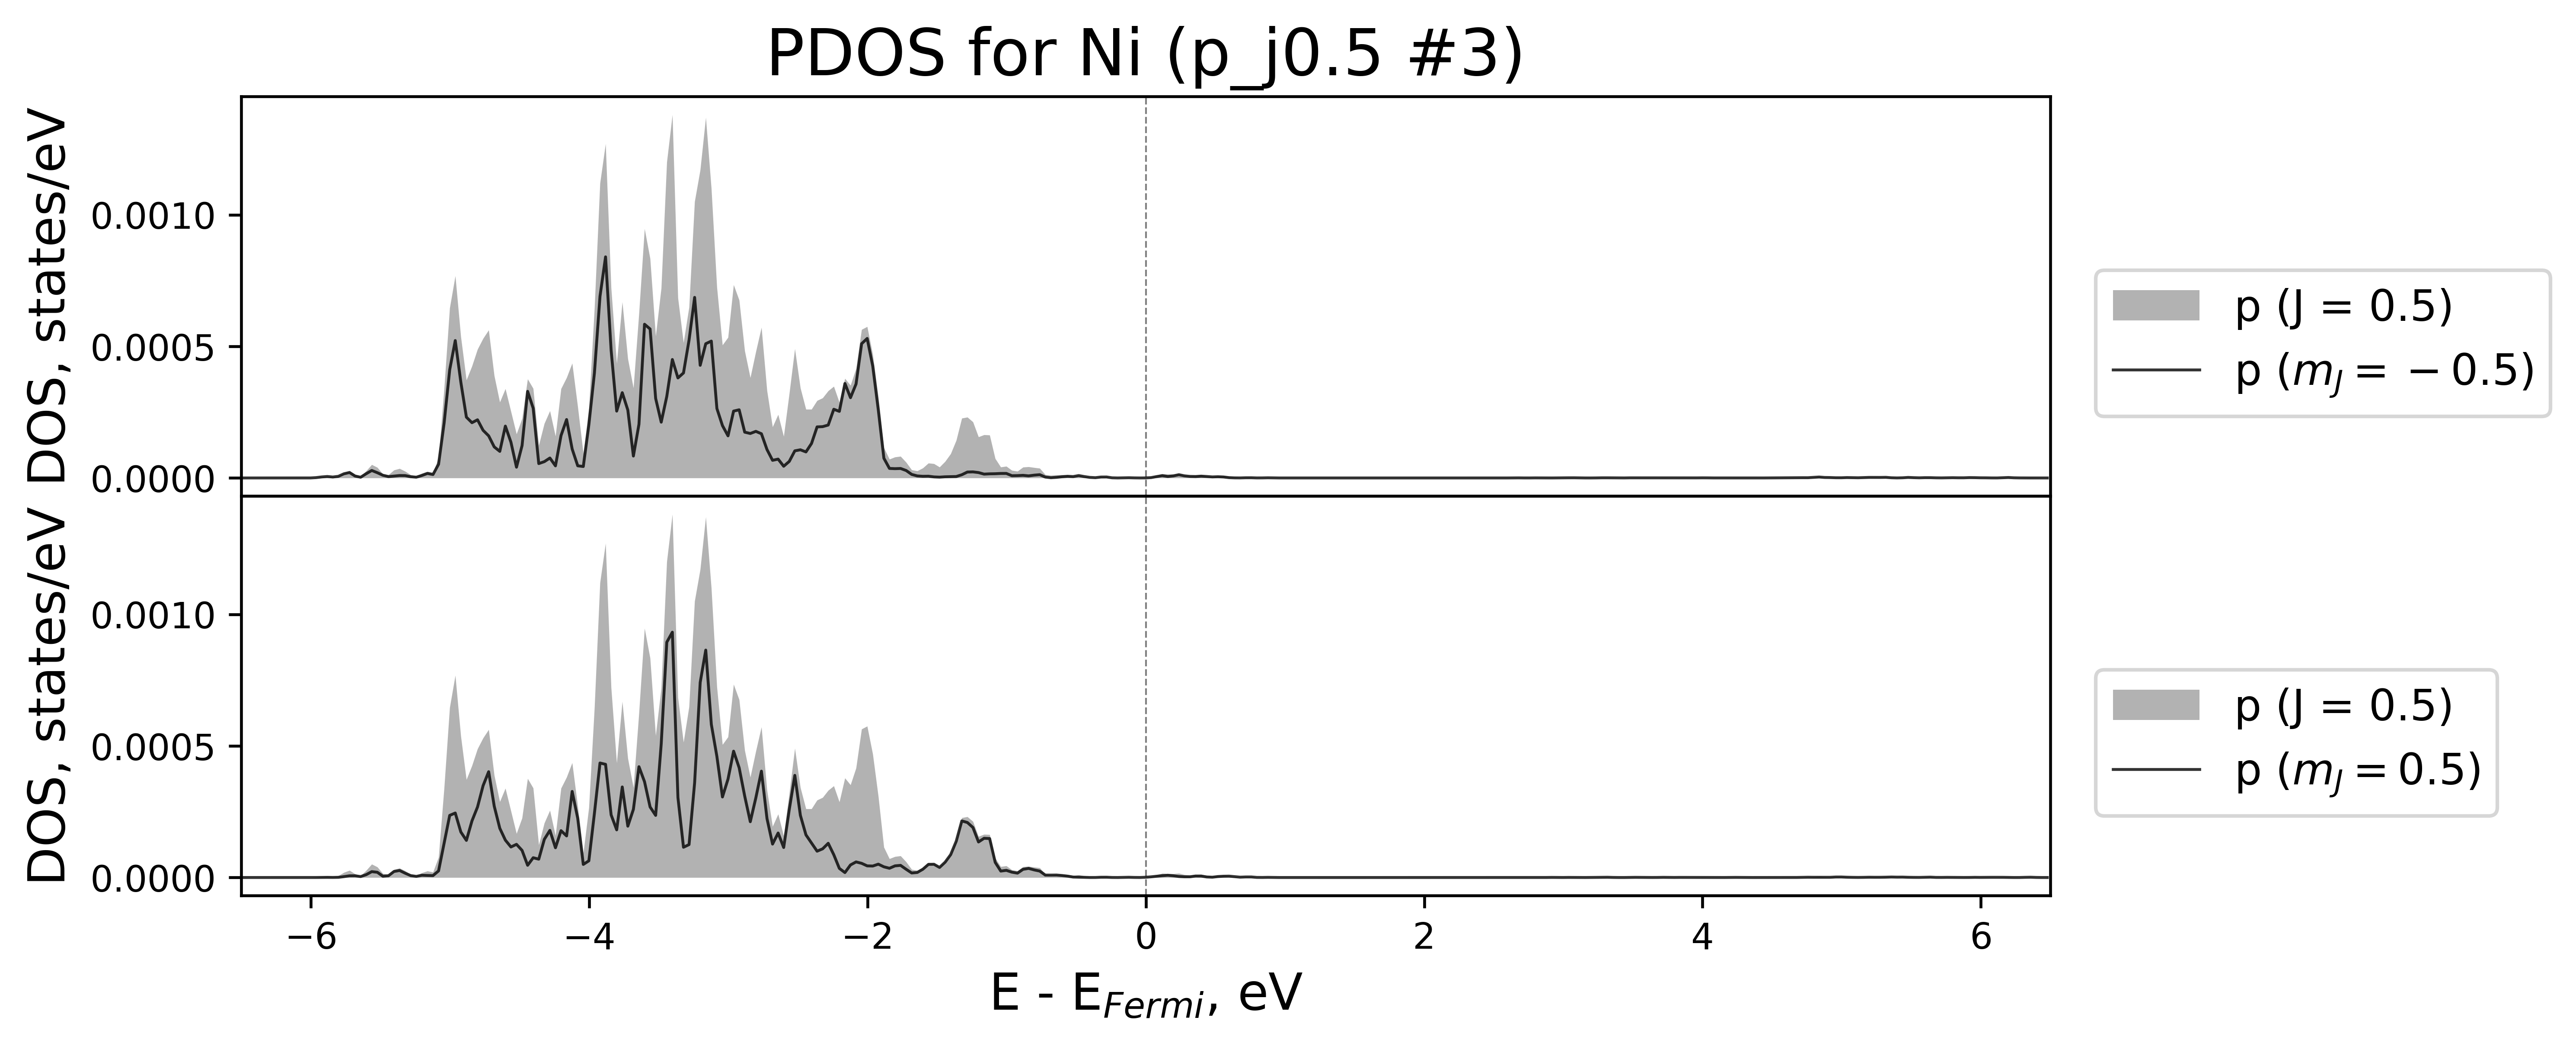 PDOS for Ni (p_j0.5 #3)
DOS, states/eV
0.0010
0.0005
0.0000
p (J = 0.5)
p (m_J = − 0.5)
DOS, states/eV
0.0010
0.0005
0.0000
p (J = 0.5)
p (m_J = 0.5)
−6 −4 −2 0 2 4 6
E - E_Fermi, eV